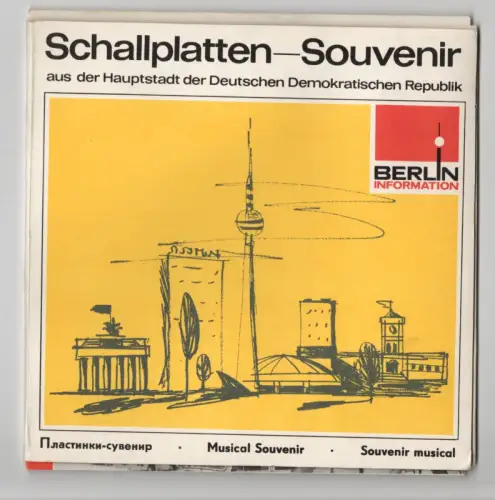 Schallplatten—Souvenir
aus der Hauptstadt der Deutschen Demokratischen Republik
BERLIN
INFORMATION
Пластинки-сувенир · Musical Souvenir · Souvenir musical